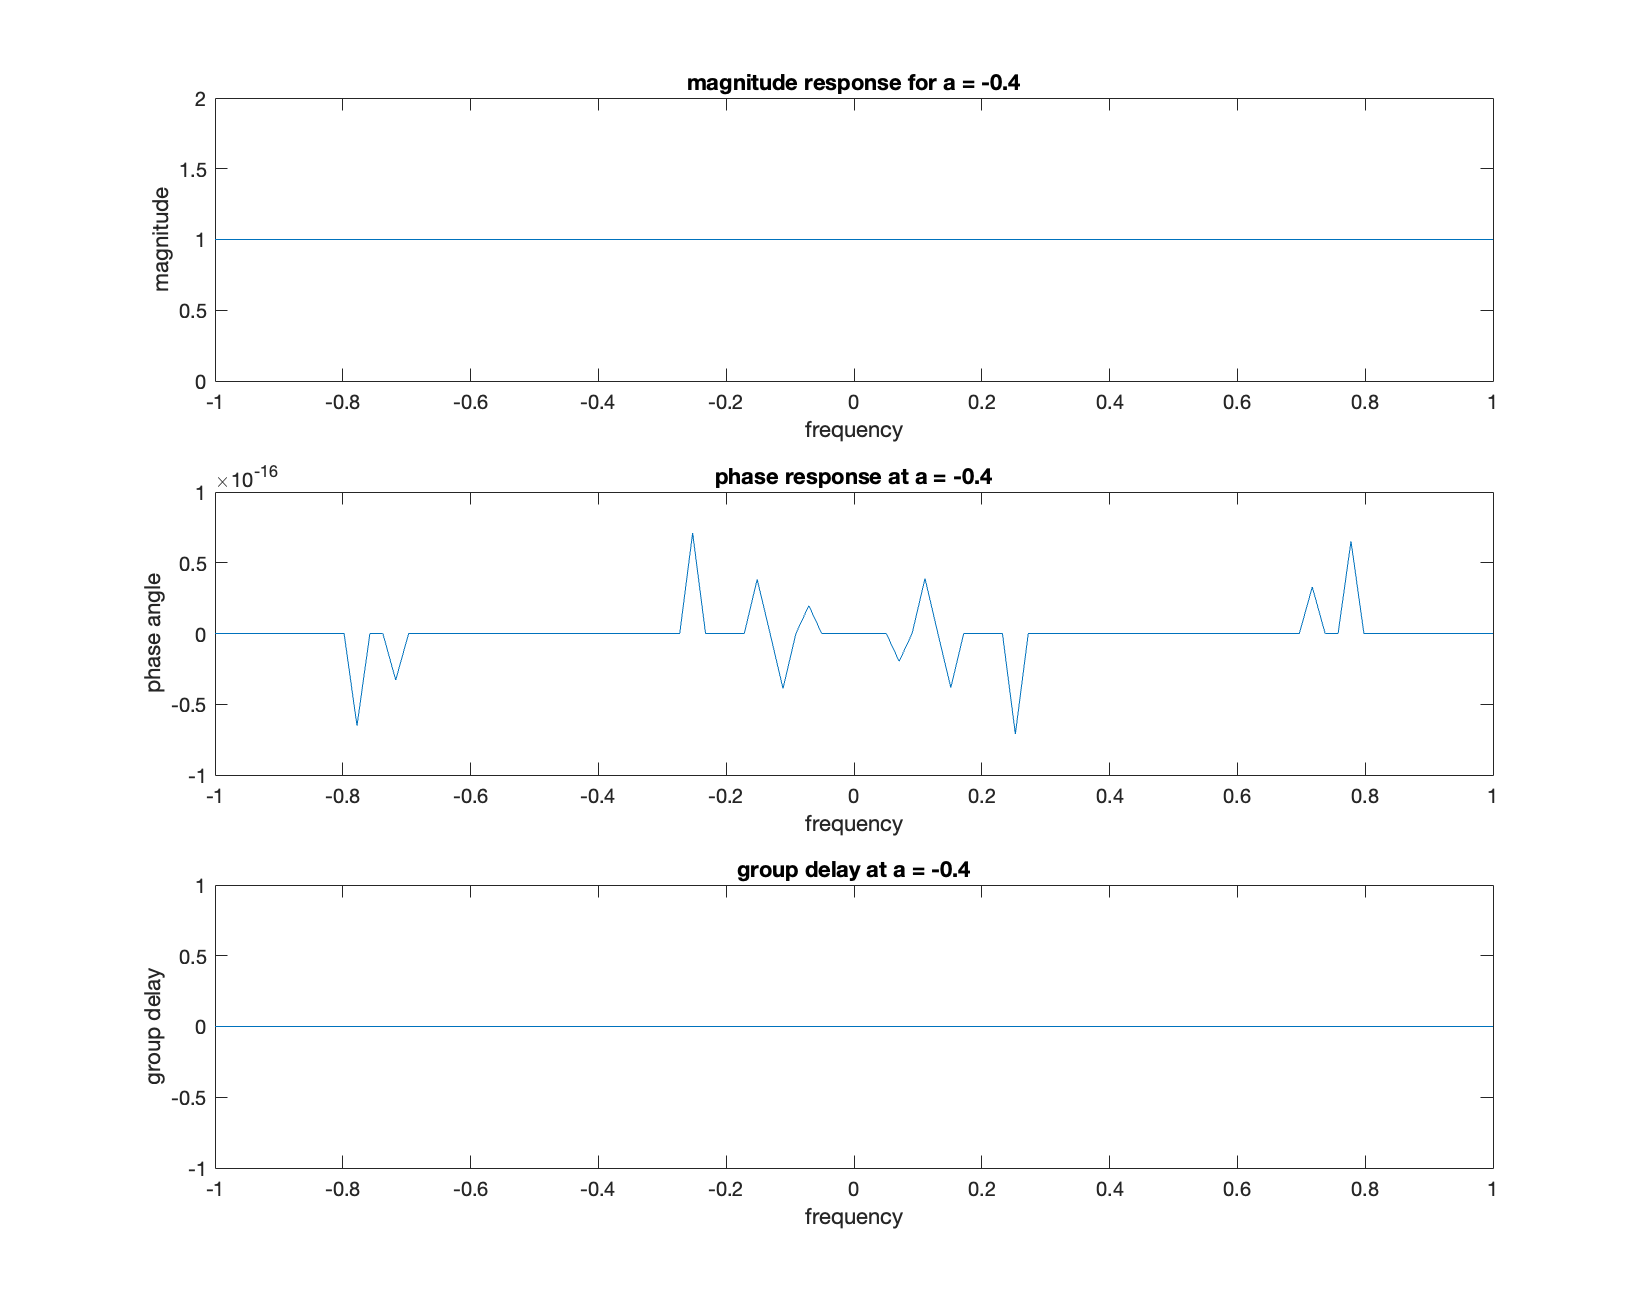 magnitude response for a = -0.4
2
1.5
1
0.5
0
magnitude
-1 -0.8 -0.6 -0.4 -0.2 0 0.2 0.4 0.6 0.8 1
frequency
×10-16
phase response at a = -0.4
1
0.5
0
-0.5
-1
phase angle
-1 -0.8 -0.6 -0.4 -0.2 0 0.2 0.4 0.6 0.8 1
frequency
group delay at a = -0.4
1
0.5
0
-0.5
-1
group delay
-1 -0.8 -0.6 -0.4 -0.2 0 0.2 0.4 0.6 0.8 1
frequency